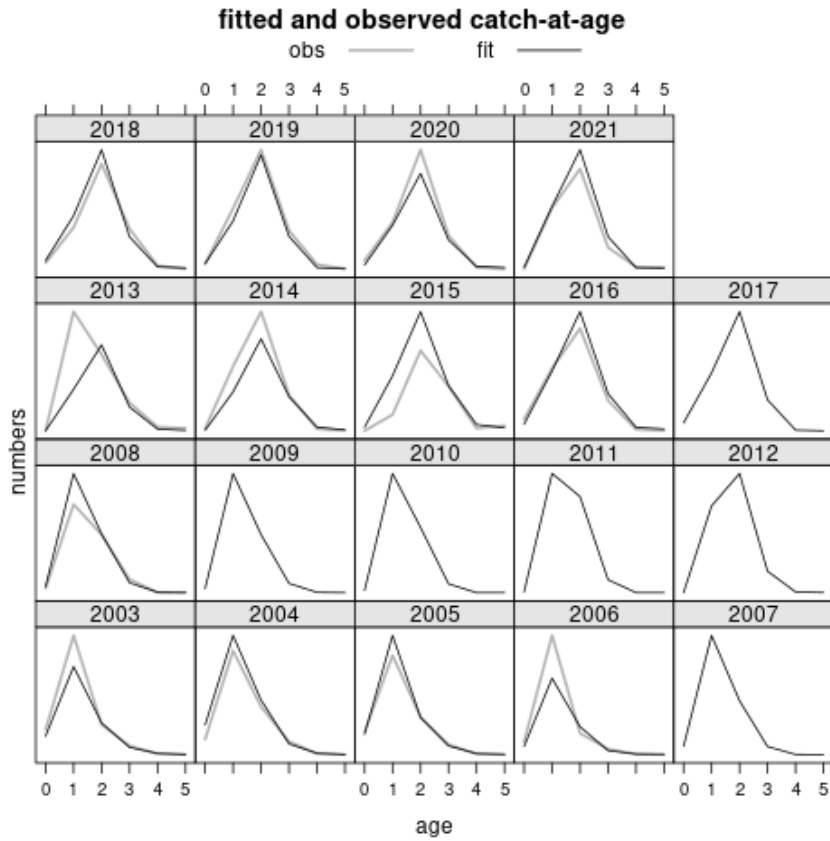 fitted and observed catch-at-age
obs fit
0 1 2 3 4 5 0 1 2 3 4 5
2018 2019 2020 2021
2013 2014 2015 2016 2017
2008 2009 2010 2011 2012
2003 2004 2005 2006 2007
0 1 2 3 4 5 0 1 2 3 4 5 0 1 2 3 4 5
numbers
age